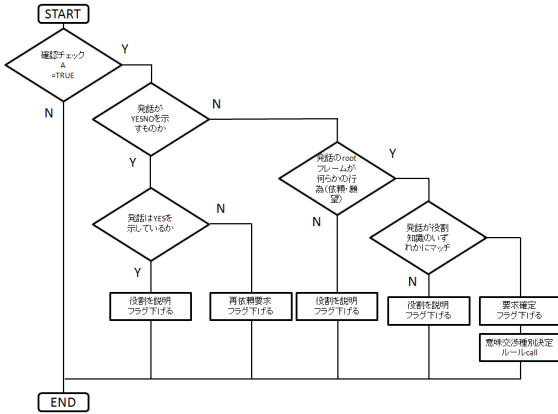 START
確認チェック
A
=TRUE
Y
N
発話が
YESNOを示
すものか
N
Y
発話のroot
フレームが
何らかの行
為(依頼・願
望)
Y
N
発話はYESを
示しているか
N
Y
発話が役割
知識のいず
れかにマッチ
N
役割を説明
フラグ下げる
再依頼要求
フラグ下げる
役割を説明
フラグ下げる
役割を説明
フラグ下げる
要求確定
フラグ下げる
意味交渉種別決定
ルールcall
END